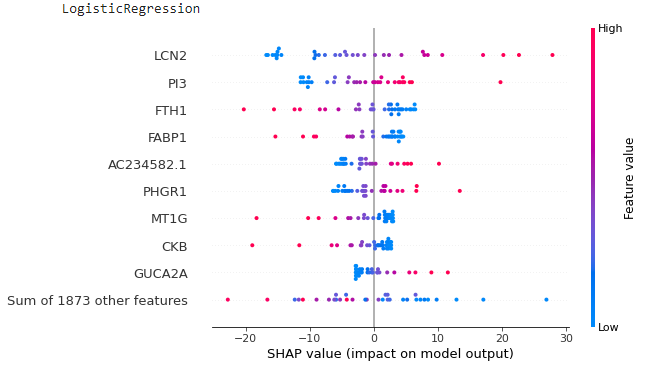 LogisticRegression
High
LCN2
PI3
FTH1
FABP1
AC234582.1
PHGR1
MT1G
CKB
GUCA2A
Sum of 1873 other features
Feature value
Low
−20 −10 0 10 20 30
SHAP value (impact on model output)